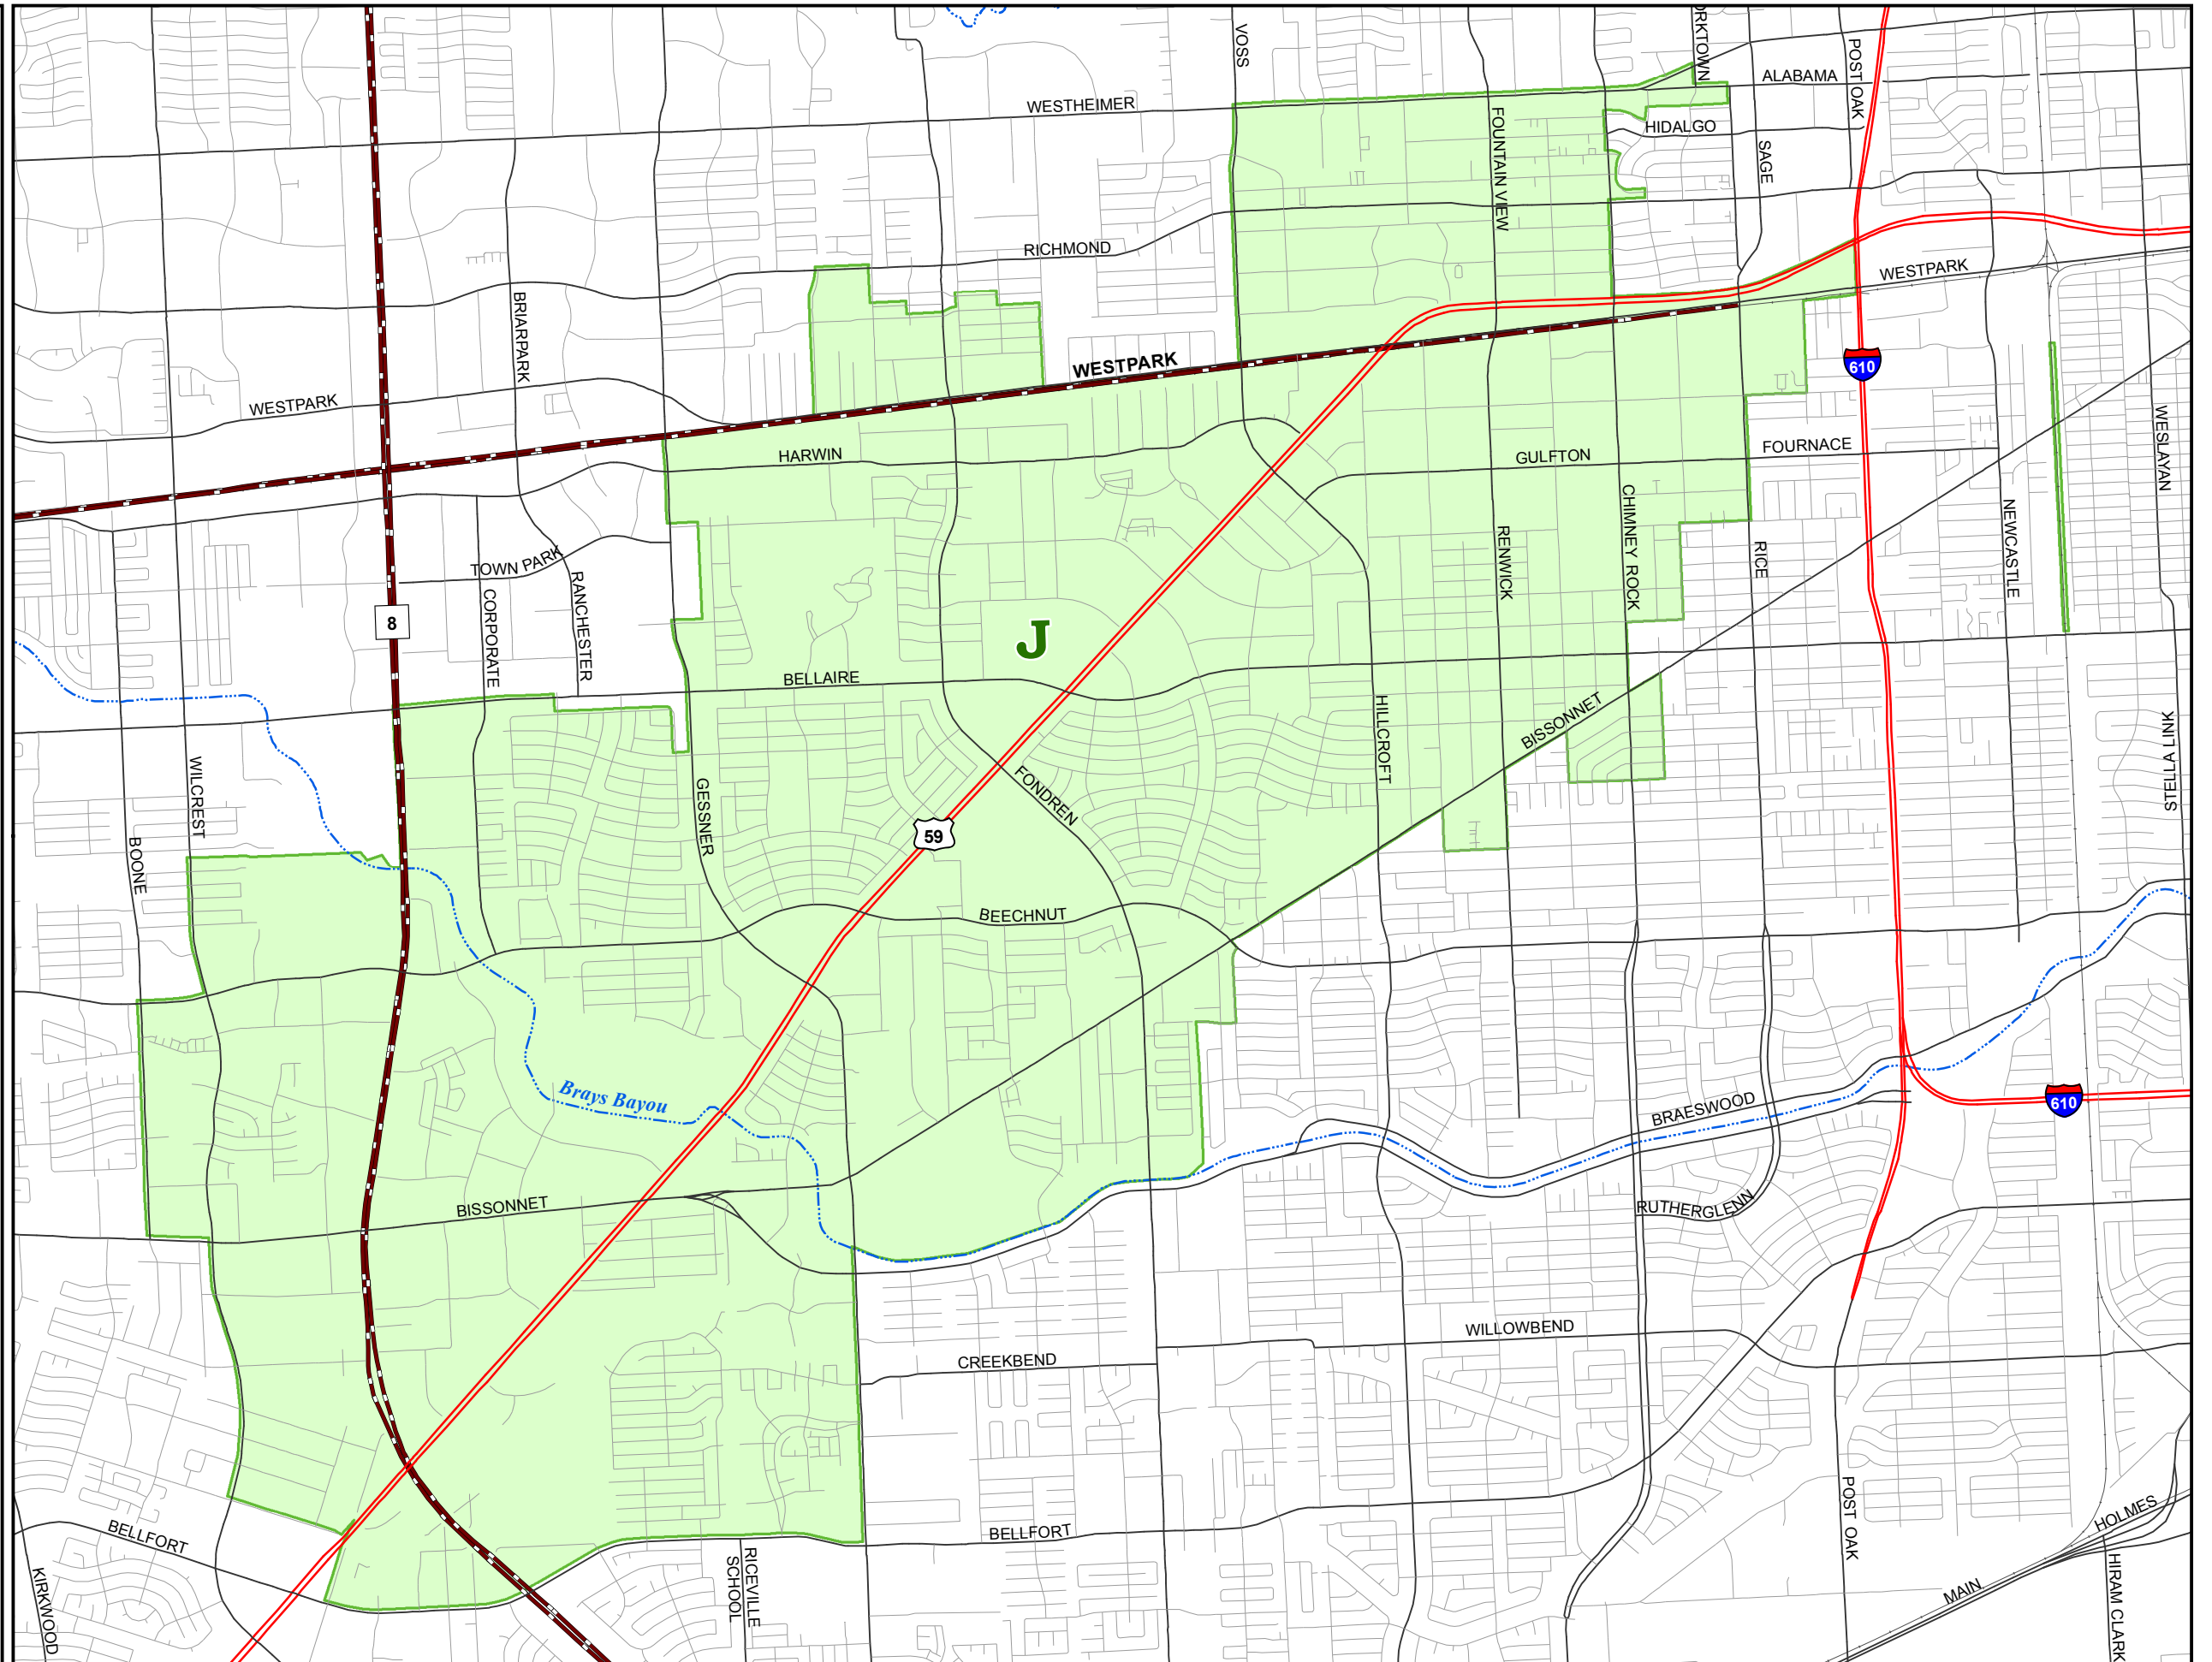 VOSS
ORKTOWN
POST OAK
ALABAMA
WESTHEIMER
FOUNTAIN VIEW
HIDALGO
SAGE
RICHMOND
WESTPARK
BRIARPARK
WESTPARK
610
WESTPARK
WESLAYAN
HARWIN
GULFTON
FOURNACE
CHIMNEY ROCK
NEWCASTLE
RENWICK
RICE
TOWN PARK
RANCHESTER
CORPORATE
8
J
BELLAIRE
HILLCROFT
BISSONNET
STELLA LINK
WILCREST
GESSNER
FONDREN
59
BOONE
BEECHNUT
Brays Bayou
BRAESWOOD
610
BISSONNET
RUTHERGLENN
WILLOWBEND
CREEKBEND
POST OAK
HOLMES
BELLFORT
BELLFORT
RICEVILLE
SCHOOL
KIRKWOOD
MAIN
HIRAM CLARK